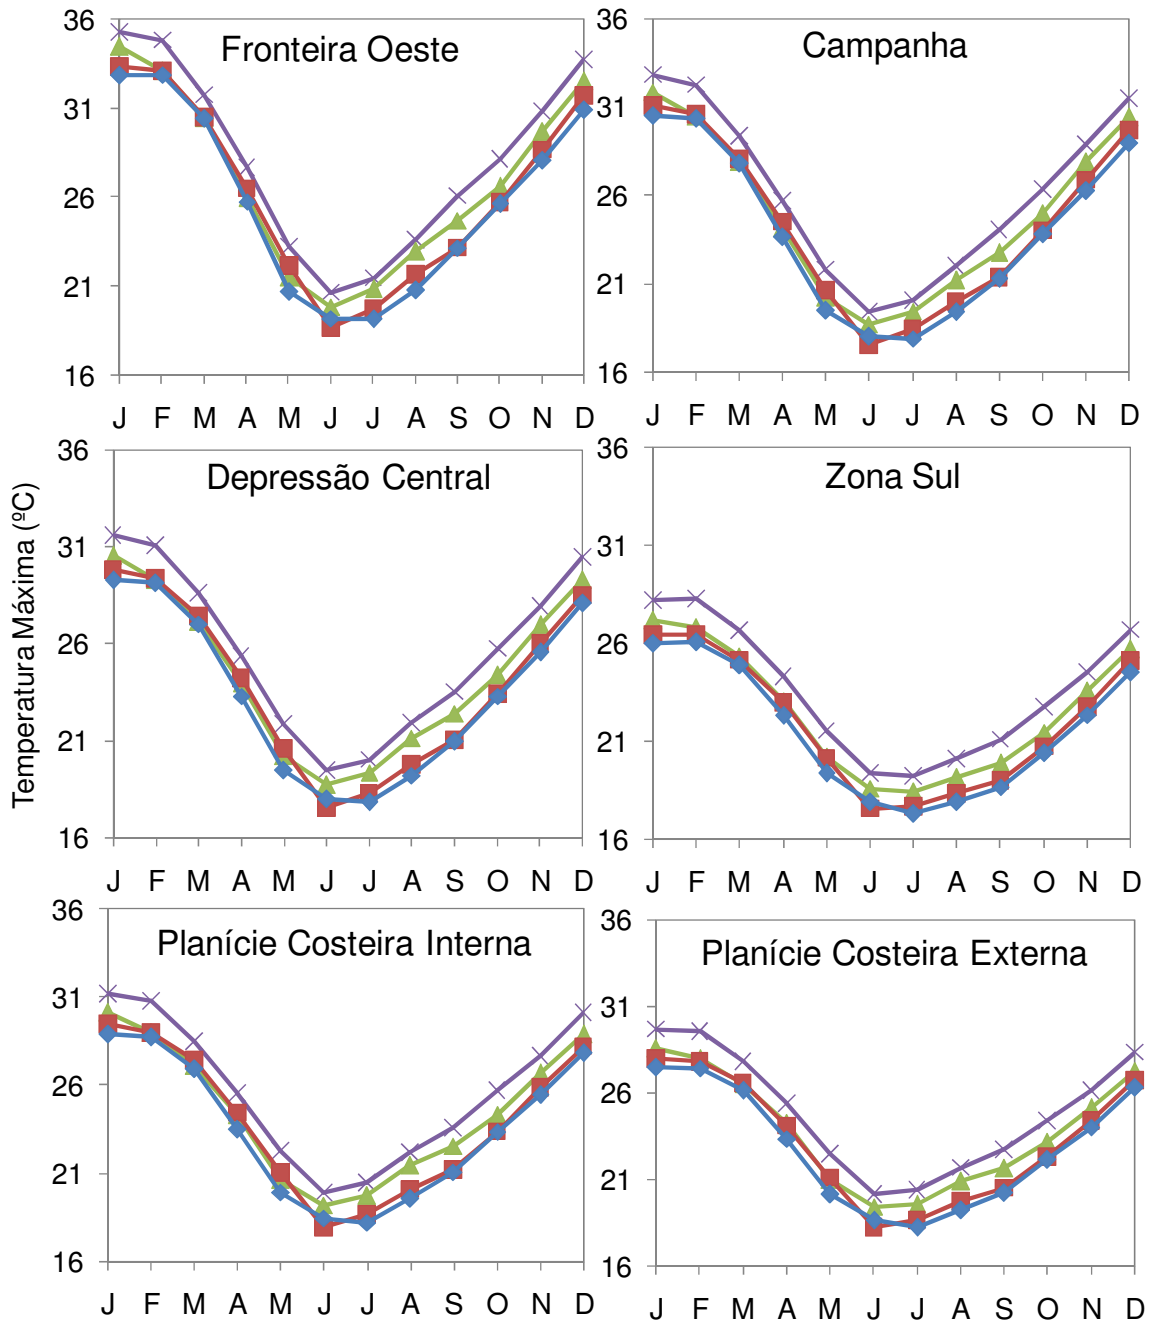 Fronteira Oeste
36
31
26
21
16
J F M A M J J A S O N D
Campanha
36
31
26
21
16
J F M A M J J A S O N D
Temperatura Máxima (ºC)
Depressão Central
36
31
26
21
16
J F M A M J J A S O N D
Zona Sul
36
31
26
21
16
J F M A M J J A S O N D
Planície Costeira Interna
36
31
26
21
16
J F M A M J J A S O N D
Planície Costeira Externa
36
31
26
21
16
J F M A M J J A S O N D